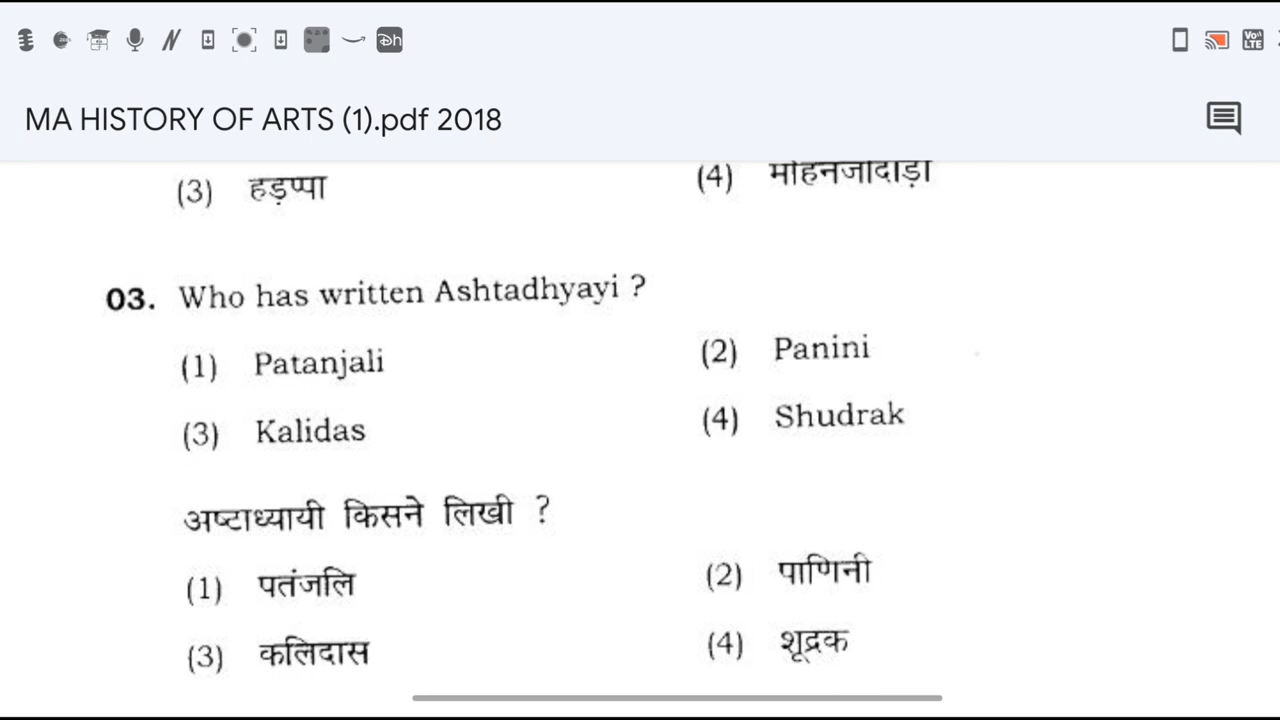 MA HISTORY OF ARTS (1).pdf 2018
(3) हड़प्पा (4) मोहनजोदाड़ो
03. Who has written Ashtadhyayi ?
(1) Patanjali (2) Panini
(3) Kalidas (4) Shudrak
अष्टाध्यायी किसने लिखी ?
(1) पतंजलि (2) पाणिनी
(3) कलिदास (4) शूद्रक